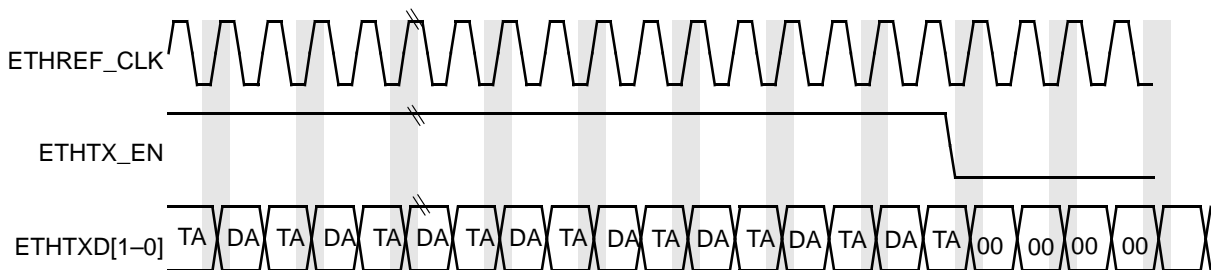 ETHREF_CLK
ETHTX_EN
ETHTXD[1–0] TA DA TA DA TA DA TA DA TA DA TA DA TA DA TA DA TA 00 00 00 00